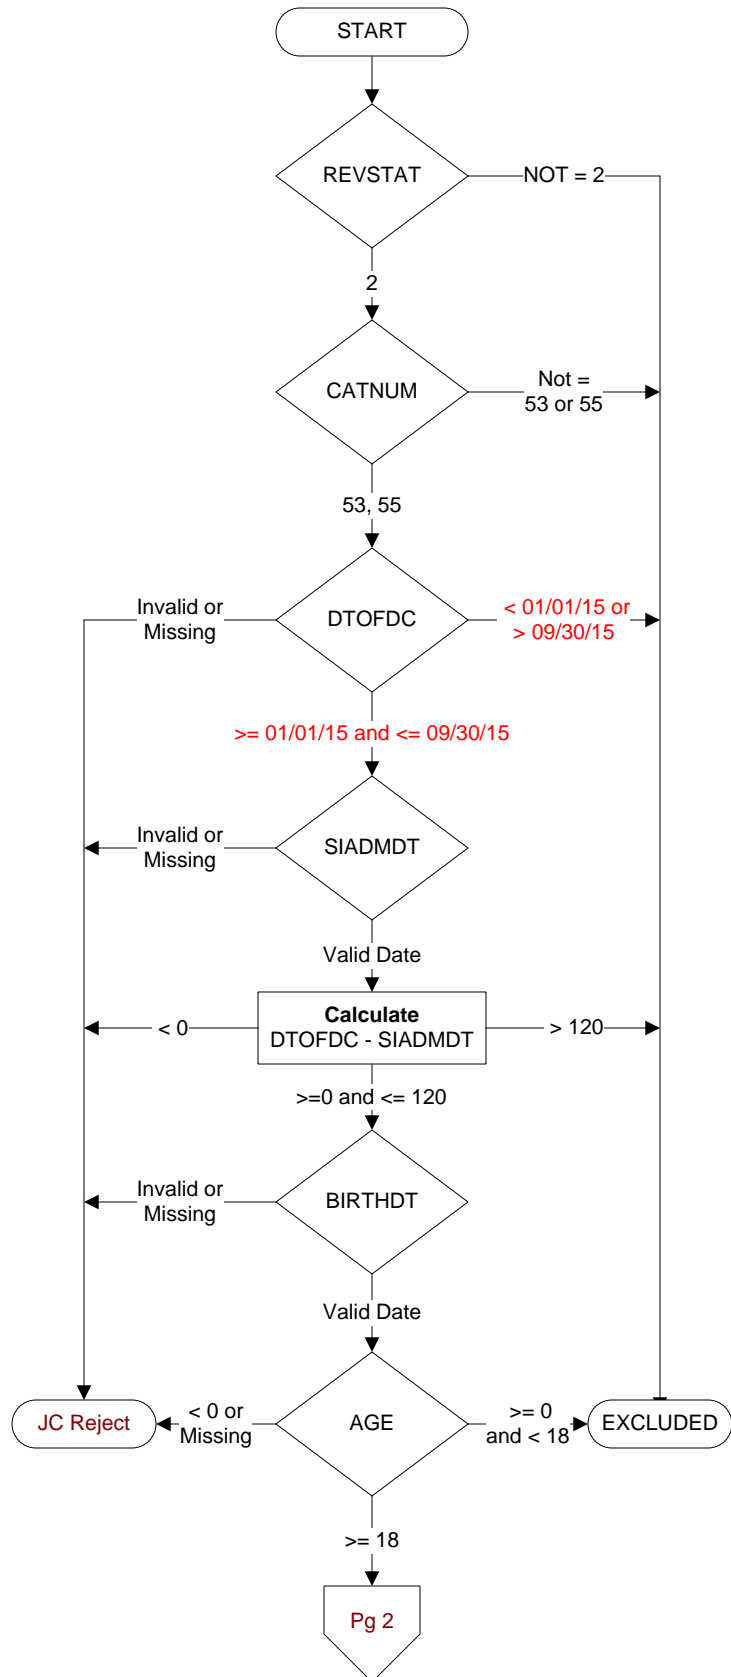 START
REVSTAT
NOT = 2
2
CATNUM
Not =
53 or 55
53, 55
Invalid or
Missing
DTOFDC
< 01/01/15 or
> 09/30/15
>= 01/01/15 and <= 09/30/15
Invalid or
Missing
SIADMDT
Valid Date
< 0
Calculate
DTOFDC - SIADMDT
> 120
>=0 and <= 120
Invalid or
Missing
BIRTHDT
Valid Date
JC Reject
< 0 or
Missing
AGE
>= 0
and < 18
EXCLUDED
>= 18
Pg 2